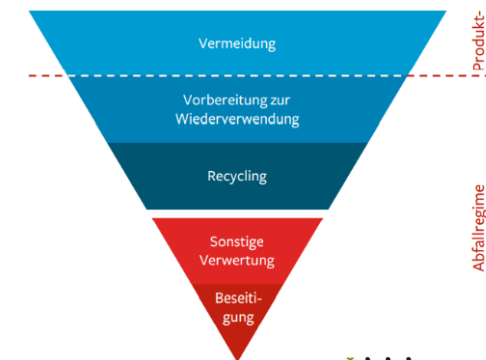 Vermeidung
Vorbereitung zur
Wiederverwendung
Recycling
Sonstige
Verwertung
Beseiti-
gung
Produkt-
Abfallregime